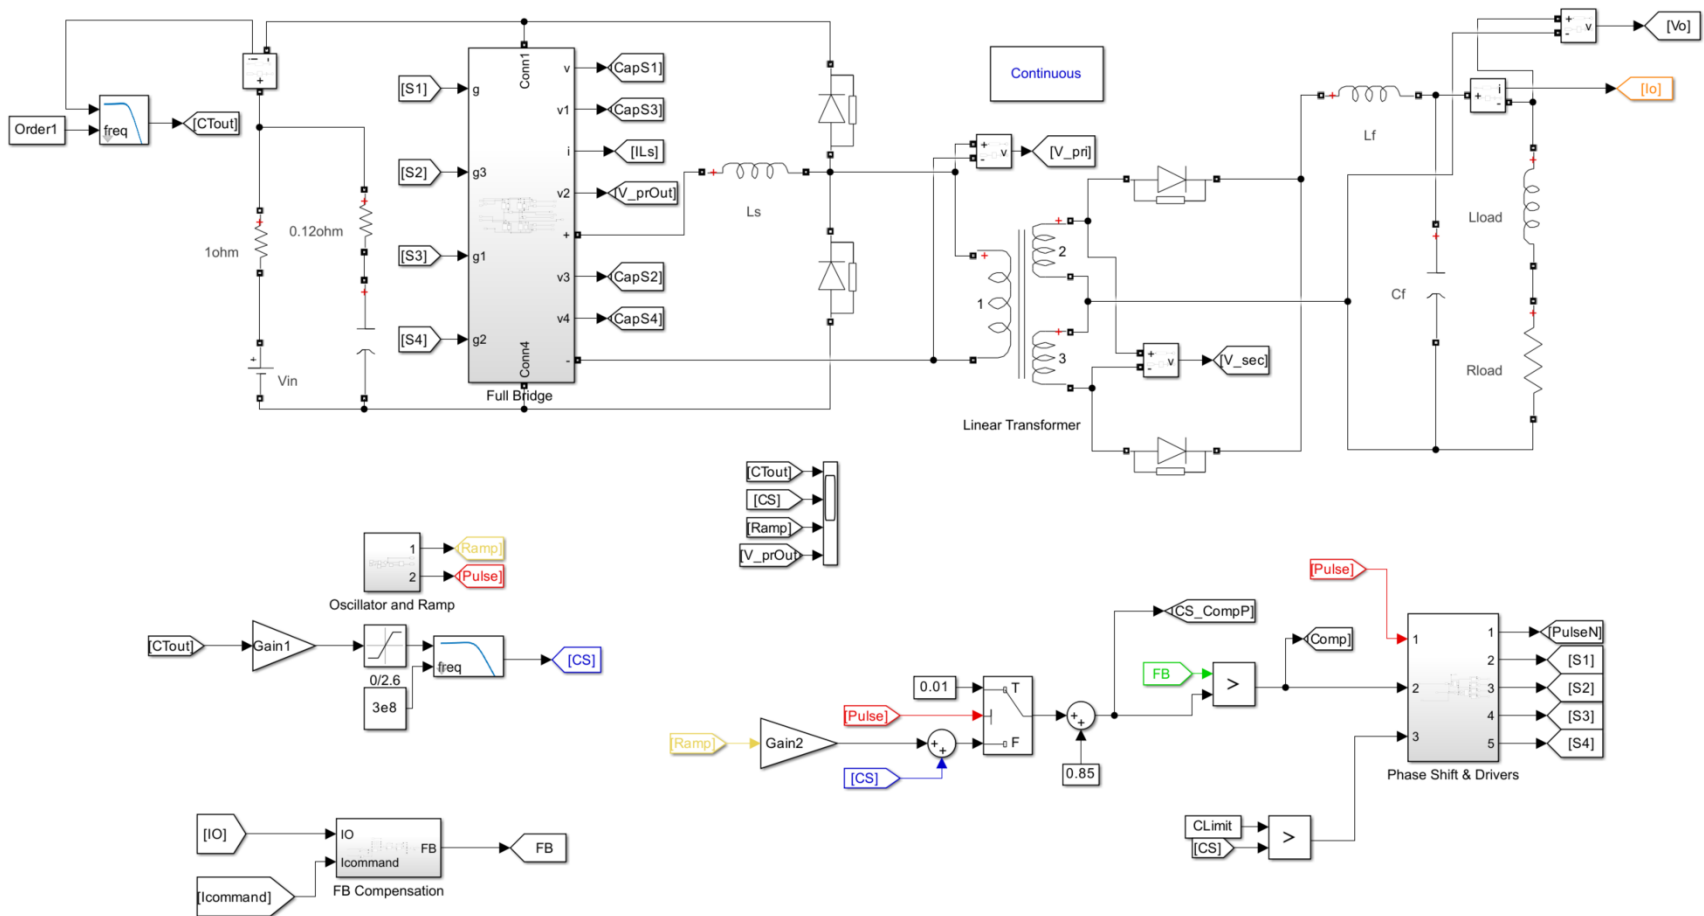 Order1
freq
[CTout]
1ohm
0.12ohm
Vin
[S1]
[S2]
[S3]
[S4]
Conn1
g
g3
g1
g2
v
v1
i
v2
+
v3
v4
-
Conn4
Full Bridge
[CapS1]
[CapS3]
[ILs]
[V_prOut]
[CapS2]
[CapS4]
Ls
Continuous
+
-
v
[V_pri]
1
2
3
Linear Transformer
+
-
v
[V_sec]
Lf
Cf
+
-
i
[Io]
+
-
v
[Vo]
Lload
Rload
[CTout]
[CS]
[Ramp]
[V_prOut]
1
2
[Ramp]
[Pulse]
Oscillator and Ramp
[CTout]
Gain1
0/2.6
3e8
freq
[CS]
[IO]
[Icommand]
IO
Icommand
FB
FB Compensation
FB
[Ramp]
Gain2
[CS]
[Pulse]
0.01
T
F
0.85
[CS_CompP]
FB
>
[Comp]
CLimit
[CS]
>
[Pulse]
1
2
3
1
2
3
4
5
Phase Shift & Drivers
[PulseN]
[S1]
[S2]
[S3]
[S4]